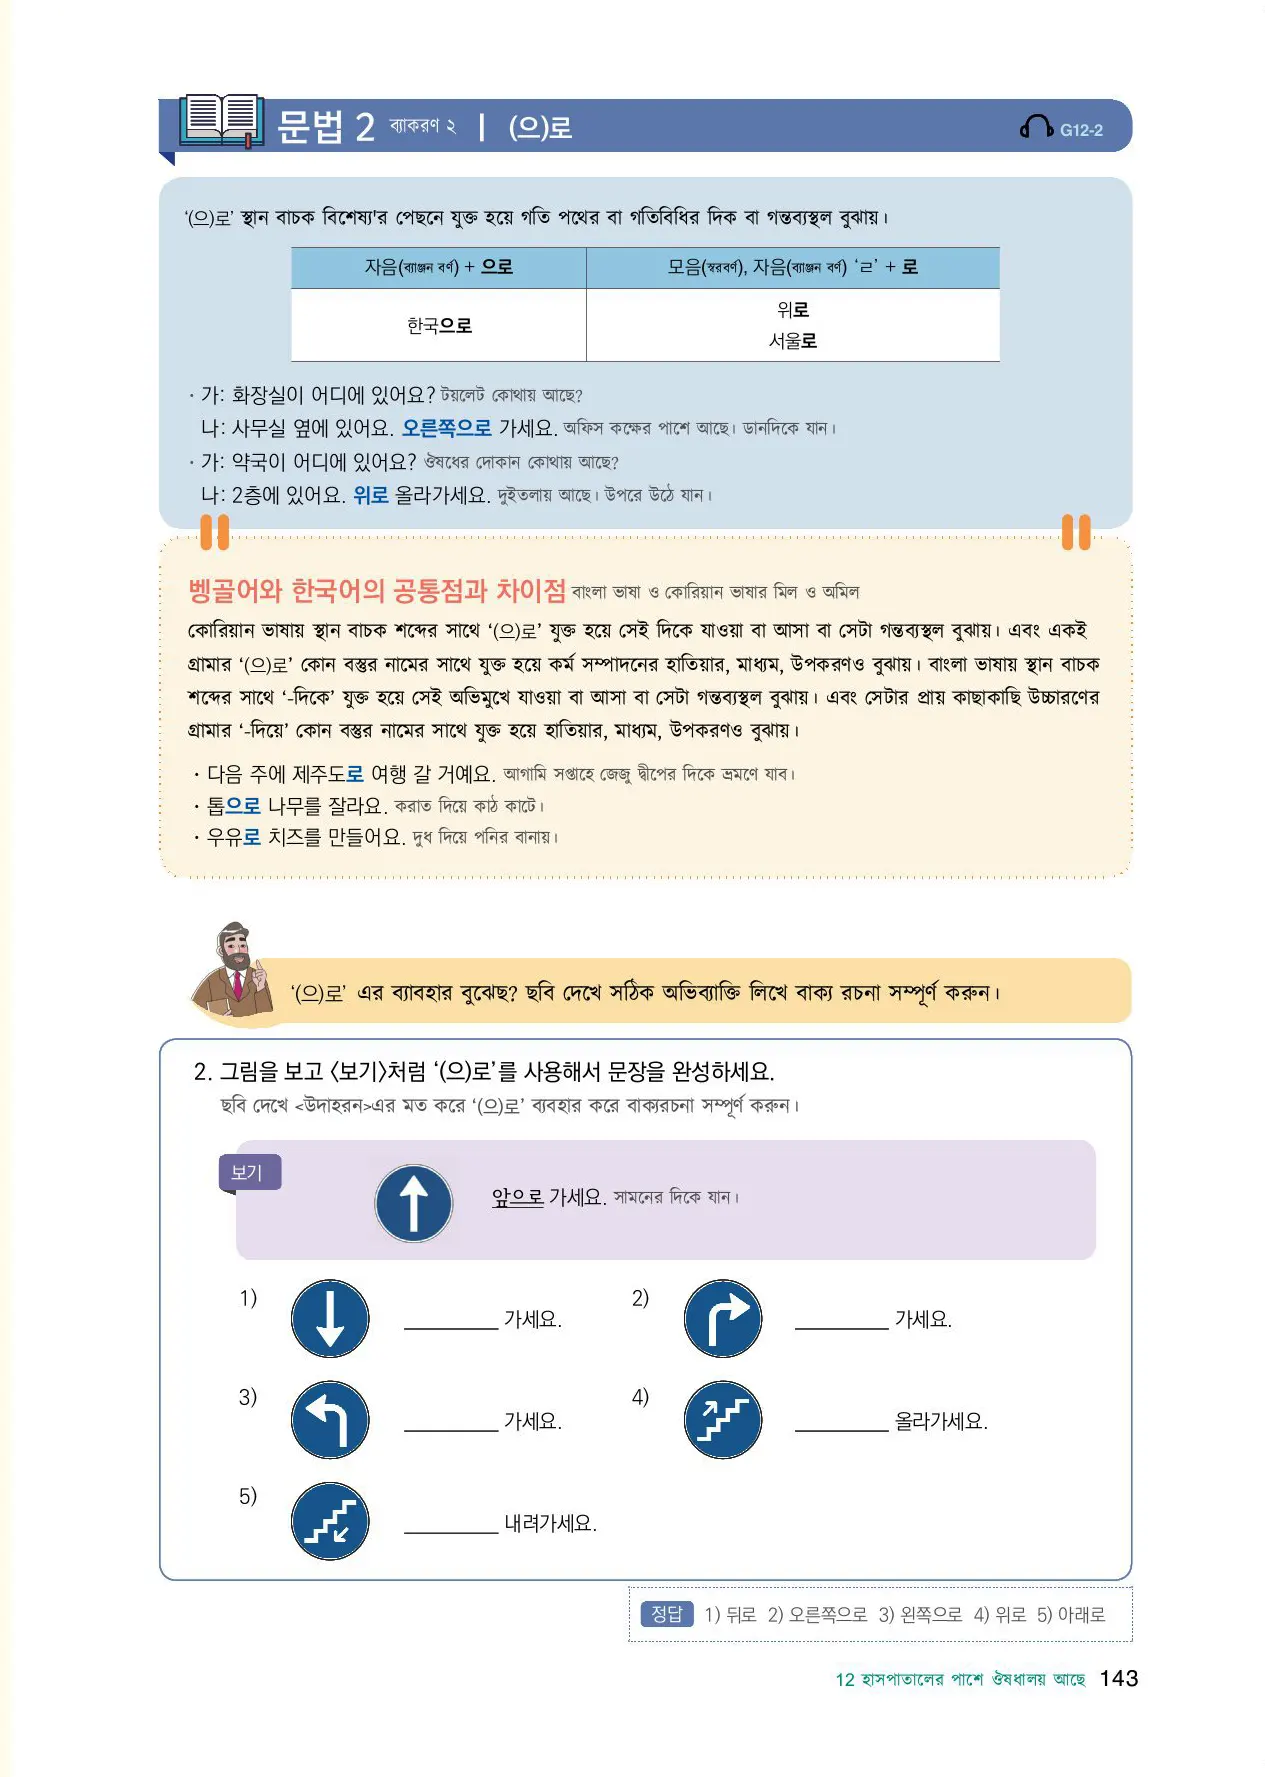 문법 2 ব্যাকরণ ২ | (으)로
G12-2
‘(으)로’ স্থান বাচক বিশেষ্য'র পেছনে যুক্ত হয়ে গতি পথের বা গতিবিধির দিক বা গন্তব্যস্থল বুঝায়।
자음(ব্যাঞ্জন বর্ণ) + 으로
모음(স্বরবর্ণ), 자음(ব্যাঞ্জন বর্ণ) ‘ㄹ’ + 로
한국으로
위로
서울로
· 가: 화장실이 어디에 있어요? টয়লেট কোথায় আছে?
나: 사무실 옆에 있어요. 오른쪽으로 가세요. অফিস কক্ষের পাশে আছে। ডানদিকে যান।
· 가: 약국이 어디에 있어요? ঔষধের দোকান কোথায় আছে?
나: 2층에 있어요. 위로 올라가세요. দুইতলায় আছে। উপরে উঠে যান।
벵골어와 한국어의 공통점과 차이점 বাংলা ভাষা ও কোরিয়ান ভাষার মিল ও অমিল
কোরিয়ান ভাষায় স্থান বাচক শব্দের সাথে ‘(으)로’ যুক্ত হয়ে সেই দিকে যাওয়া বা আসা বা সেটা গন্তব্যস্থল বুঝায়। এবং একই
গ্রামার ‘(으)로’ কোন বস্তুর নামের সাথে যুক্ত হয়ে কর্ম সম্পাদনের হাতিয়ার, মাধ্যম, উপকরণও বুঝায়। বাংলা ভাষায় স্থান বাচক
শব্দের সাথে ‘-দিকে’ যুক্ত হয়ে সেই অভিমুখে যাওয়া বা আসা বা সেটা গন্তব্যস্থল বুঝায়। এবং সেটার প্রায় কাছাকাছি উচ্চারণের
গ্রামার ‘-দিয়ে’ কোন বস্তুর নামের সাথে যুক্ত হয়ে হাতিয়ার, মাধ্যম, উপকরণও বুঝায়।
· 다음 주에 제주도로 여행 갈 거예요. আগামি সপ্তাহে জেজু দ্বীপের দিকে ভ্রমণে যাব।
· 톱으로 나무를 잘라요. করাত দিয়ে কাঠ কাটে।
· 우유로 치즈를 만들어요. দুধ দিয়ে পনির বানায়।
‘(으)로’ এর ব্যাবহার বুঝেছ? ছবি দেখে সঠিক অভিব্যাক্তি লিখে বাক্য রচনা সম্পূর্ণ করুন।
2. 그림을 보고 〈보기〉처럼 ‘(으)로’를 사용해서 문장을 완성하세요.
ছবি দেখে <উদাহরন>এর মত করে ‘(으)로’ ব্যবহার করে বাক্যরচনা সম্পূর্ণ করুন।
보기
앞으로 가세요. সামনের দিকে যান।
1) _________ 가세요.
2) _________ 가세요.
3) _________ 가세요.
4) _________ 올라가세요.
5) _________ 내려가세요.
정답 1) 뒤로 2) 오른쪽으로 3) 왼쪽으로 4) 위로 5) 아래로
12 হাসপাতালের পাশে ঔষধালয় আছে 143